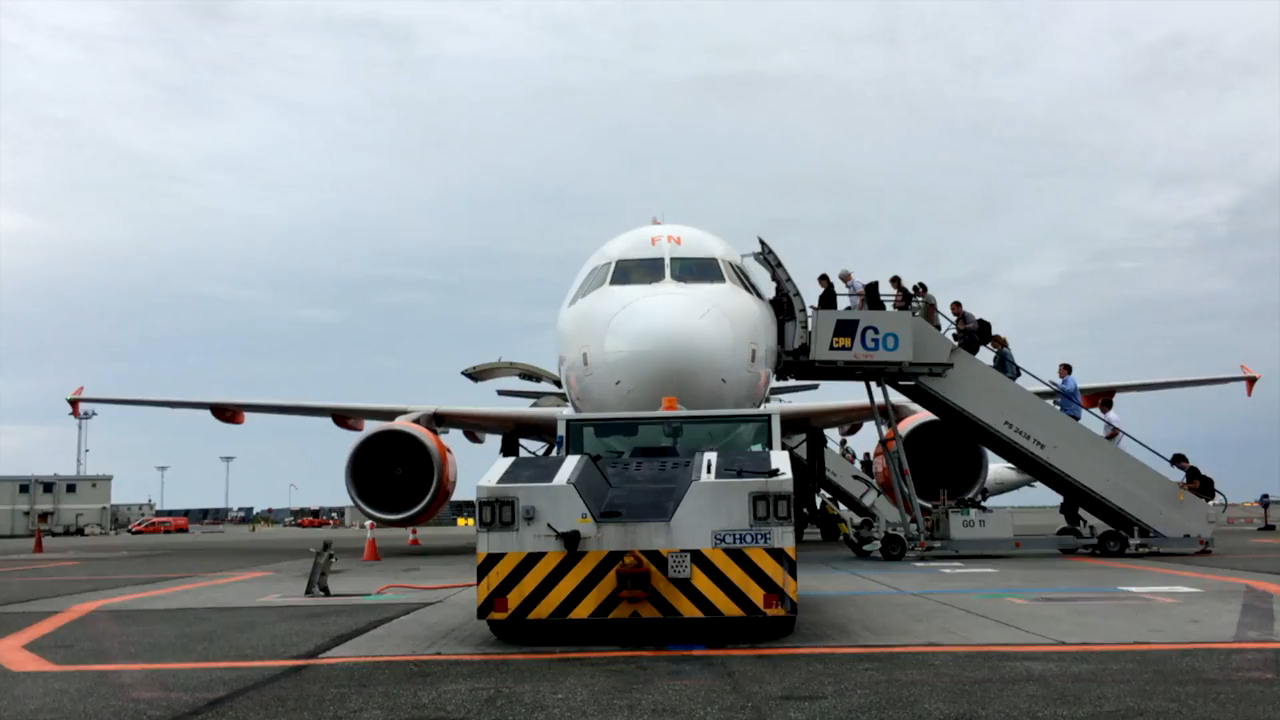 FN
CPH
Go
PS 2438 TPE
GO 11
SCHOPF